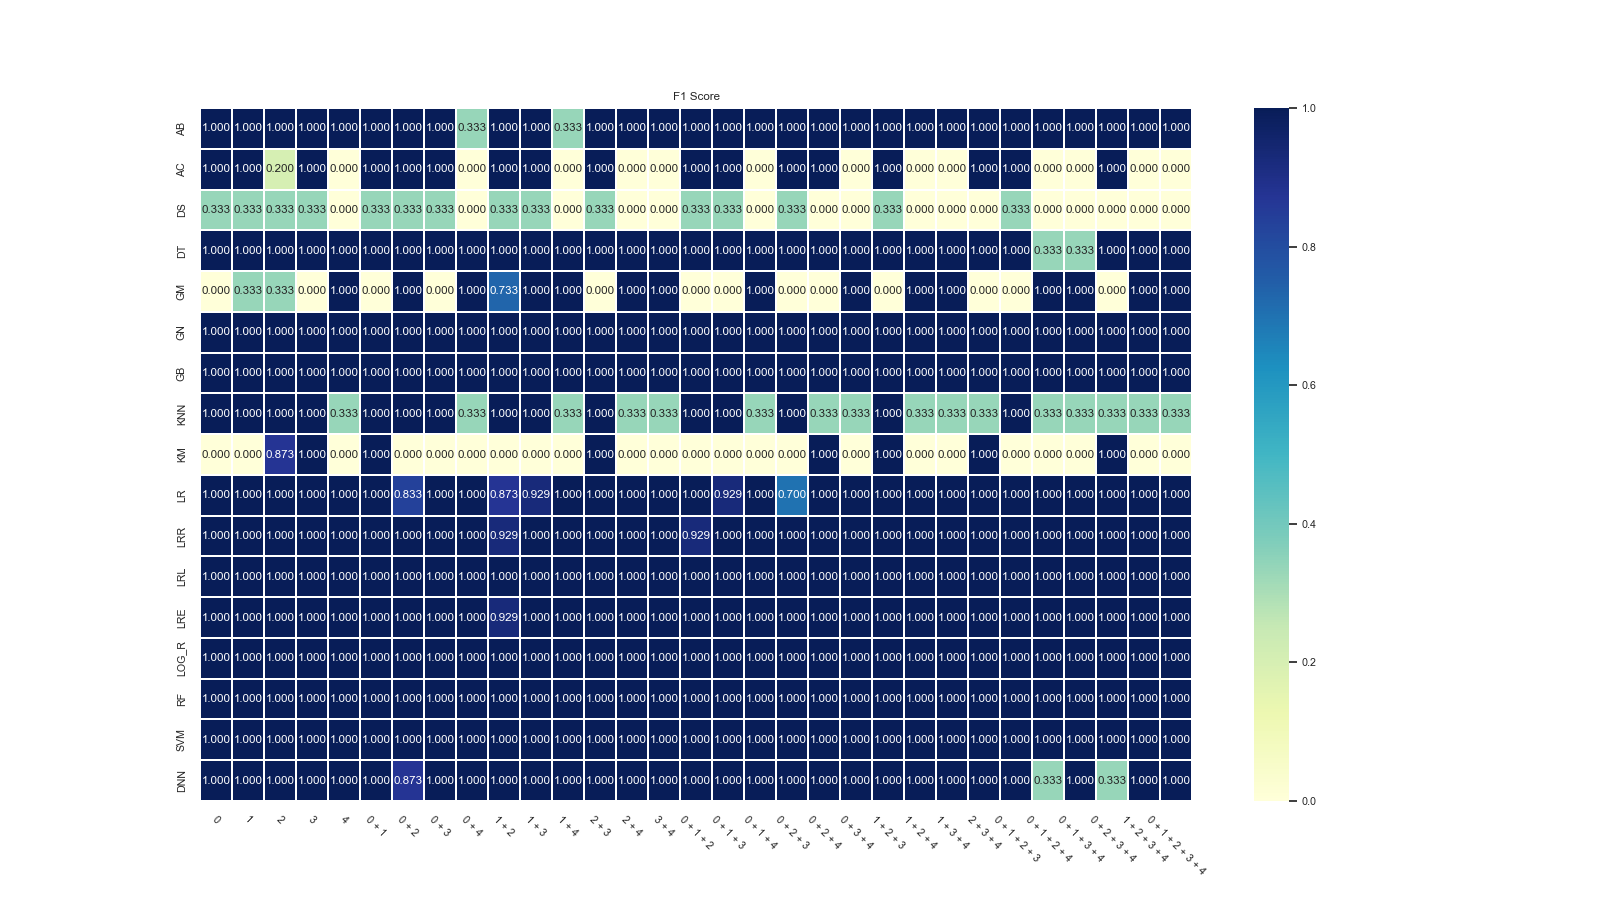 F1 Score
AB 1.000 1.000 1.000 1.000 1.000 1.000 1.000 1.000 0.333 1.000 1.000 0.333 1.000 1.000 1.000 1.000 1.000 1.000 1.000 1.000 1.000 1.000 1.000 1.000 1.000 1.000 1.000 1.000 1.000 1.000 1.000
AC 1.000 1.000 0.200 1.000 0.000 1.000 1.000 1.000 0.000 1.000 1.000 0.000 1.000 0.000 0.000 1.000 1.000 0.000 1.000 1.000 0.000 1.000 0.000 0.000 1.000 1.000 0.000 0.000 1.000 0.000 0.000
DS 0.333 0.333 0.333 0.333 0.000 0.333 0.333 0.333 0.000 0.333 0.333 0.000 0.333 0.000 0.000 0.333 0.333 0.000 0.333 0.000 0.000 0.333 0.000 0.000 0.000 0.333 0.000 0.000 0.000 0.000 0.000
DT 1.000 1.000 1.000 1.000 1.000 1.000 1.000 1.000 1.000 1.000 1.000 1.000 1.000 1.000 1.000 1.000 1.000 1.000 1.000 1.000 1.000 1.000 1.000 1.000 1.000 1.000 0.333 0.333 1.000 1.000 1.000
GM 0.000 0.333 0.333 0.000 1.000 0.000 1.000 0.000 1.000 0.733 1.000 1.000 0.000 1.000 1.000 0.000 0.000 1.000 0.000 0.000 1.000 0.000 1.000 1.000 0.000 0.000 1.000 1.000 0.000 1.000 1.000
GN 1.000 1.000 1.000 1.000 1.000 1.000 1.000 1.000 1.000 1.000 1.000 1.000 1.000 1.000 1.000 1.000 1.000 1.000 1.000 1.000 1.000 1.000 1.000 1.000 1.000 1.000 1.000 1.000 1.000 1.000 1.000
GB 1.000 1.000 1.000 1.000 1.000 1.000 1.000 1.000 1.000 1.000 1.000 1.000 1.000 1.000 1.000 1.000 1.000 1.000 1.000 1.000 1.000 1.000 1.000 1.000 1.000 1.000 1.000 1.000 1.000 1.000 1.000
KNN 1.000 1.000 1.000 1.000 0.333 1.000 1.000 1.000 0.333 1.000 1.000 0.333 1.000 0.333 0.333 1.000 1.000 0.333 1.000 0.333 0.333 1.000 0.333 0.333 0.333 1.000 0.333 0.333 0.333 0.333 0.333
KM 0.000 0.000 0.873 1.000 0.000 1.000 0.000 0.000 0.000 0.000 0.000 0.000 1.000 0.000 0.000 0.000 0.000 0.000 0.000 1.000 0.000 1.000 0.000 0.000 1.000 0.000 0.000 0.000 1.000 0.000 0.000
LR 1.000 1.000 1.000 1.000 1.000 1.000 0.833 1.000 1.000 0.873 0.929 1.000 1.000 1.000 1.000 1.000 0.929 1.000 0.700 1.000 1.000 1.000 1.000 1.000 1.000 1.000 1.000 1.000 1.000 1.000 1.000
LRR 1.000 1.000 1.000 1.000 1.000 1.000 1.000 1.000 1.000 0.929 1.000 1.000 1.000 1.000 1.000 0.929 1.000 1.000 1.000 1.000 1.000 1.000 1.000 1.000 1.000 1.000 1.000 1.000 1.000 1.000 1.000
LRL 1.000 1.000 1.000 1.000 1.000 1.000 1.000 1.000 1.000 1.000 1.000 1.000 1.000 1.000 1.000 1.000 1.000 1.000 1.000 1.000 1.000 1.000 1.000 1.000 1.000 1.000 1.000 1.000 1.000 1.000 1.000
LRE 1.000 1.000 1.000 1.000 1.000 1.000 1.000 1.000 1.000 0.929 1.000 1.000 1.000 1.000 1.000 1.000 1.000 1.000 1.000 1.000 1.000 1.000 1.000 1.000 1.000 1.000 1.000 1.000 1.000 1.000 1.000
LOG_R 1.000 1.000 1.000 1.000 1.000 1.000 1.000 1.000 1.000 1.000 1.000 1.000 1.000 1.000 1.000 1.000 1.000 1.000 1.000 1.000 1.000 1.000 1.000 1.000 1.000 1.000 1.000 1.000 1.000 1.000 1.000
RF 1.000 1.000 1.000 1.000 1.000 1.000 1.000 1.000 1.000 1.000 1.000 1.000 1.000 1.000 1.000 1.000 1.000 1.000 1.000 1.000 1.000 1.000 1.000 1.000 1.000 1.000 1.000 1.000 1.000 1.000 1.000
SVM 1.000 1.000 1.000 1.000 1.000 1.000 1.000 1.000 1.000 1.000 1.000 1.000 1.000 1.000 1.000 1.000 1.000 1.000 1.000 1.000 1.000 1.000 1.000 1.000 1.000 1.000 1.000 1.000 1.000 1.000 1.000
DNN 1.000 1.000 1.000 1.000 1.000 1.000 0.873 1.000 1.000 1.000 1.000 1.000 1.000 1.000 1.000 1.000 1.000 1.000 1.000 1.000 1.000 1.000 1.000 1.000 1.000 1.000 0.333 1.000 0.333 1.000 1.000
0
1
2
3
4
0 + 1
0 + 2
0 + 3
0 + 4
1 + 2
1 + 3
1 + 4
2 + 3
2 + 4
3 + 4
0 + 1 + 2
0 + 1 + 3
0 + 1 + 4
0 + 2 + 3
0 + 2 + 4
0 + 3 + 4
1 + 2 + 3
1 + 2 + 4
1 + 3 + 4
2 + 3 + 4
0 + 1 + 2 + 3
0 + 1 + 2 + 4
0 + 1 + 3 + 4
0 + 2 + 3 + 4
1 + 2 + 3 + 4
0 + 1 + 2 + 3 + 4
1.0
0.8
0.6
0.4
0.2
0.0